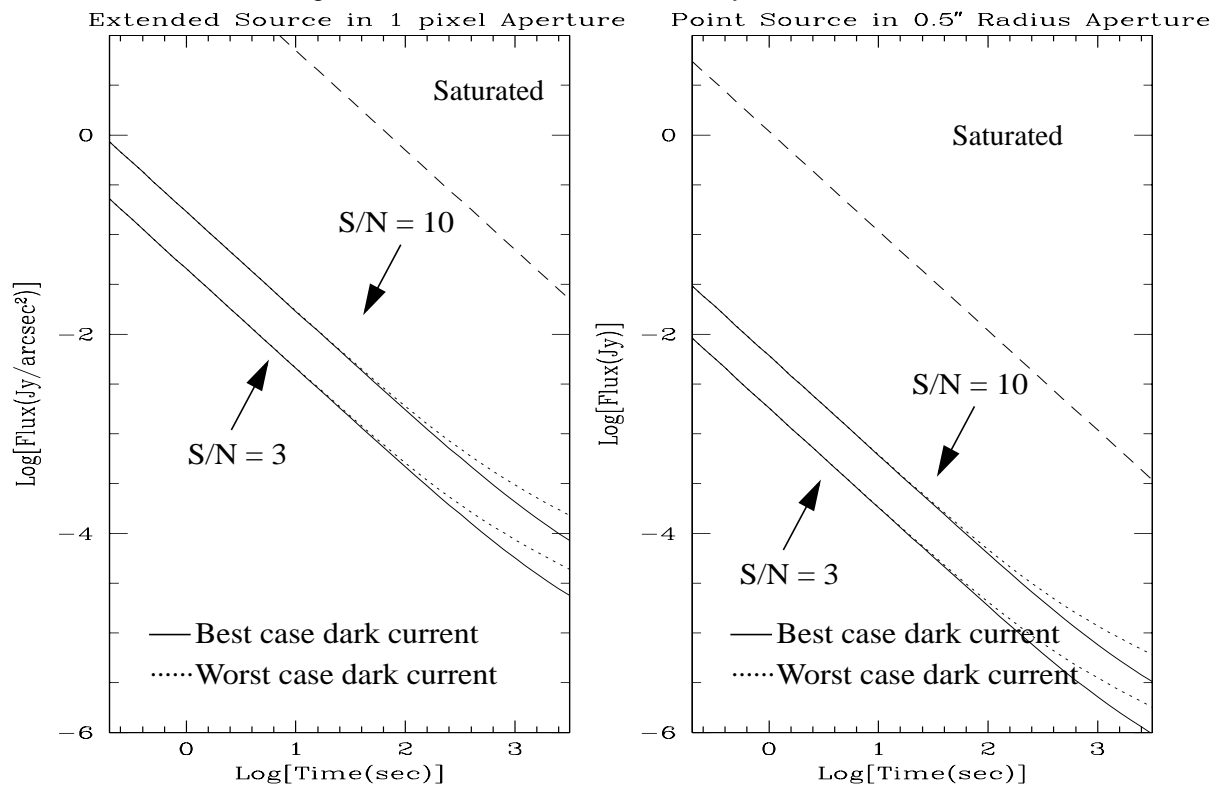 Extended Source in 1 pixel Aperture
Saturated
S/N = 10
S/N = 3
Best case dark current
Worst case dark current
0
−2
−4
−6
0 1 2 3
Log[Time(sec)]
Log[Flux(Jy/arcsec²)]
Point Source in 0.5″ Radius Aperture
Saturated
S/N = 10
S/N = 3
Best case dark current
Worst case dark current
0
−2
−4
−6
0 1 2 3
Log[Time(sec)]
Log[Flux(Jy)]